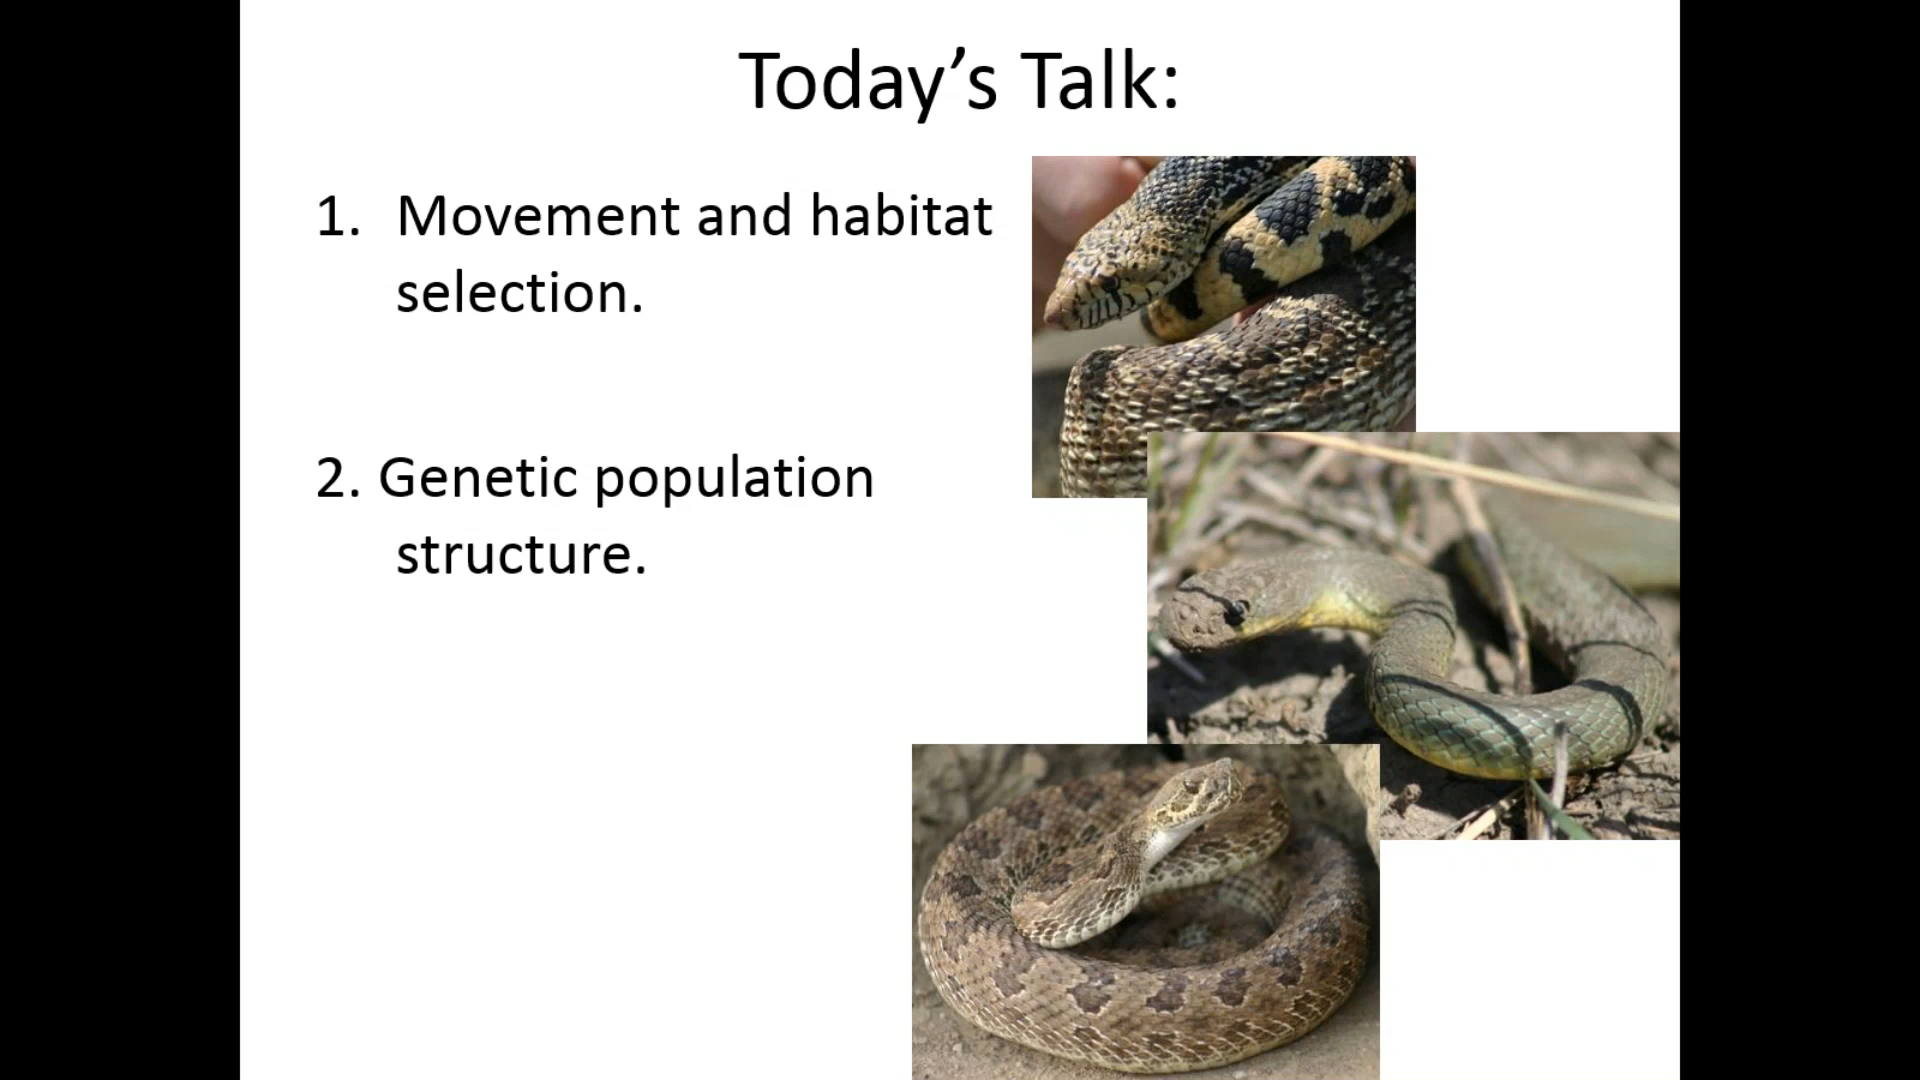 Today’s Talk:
1. Movement and habitat
selection.
2. Genetic population
structure.